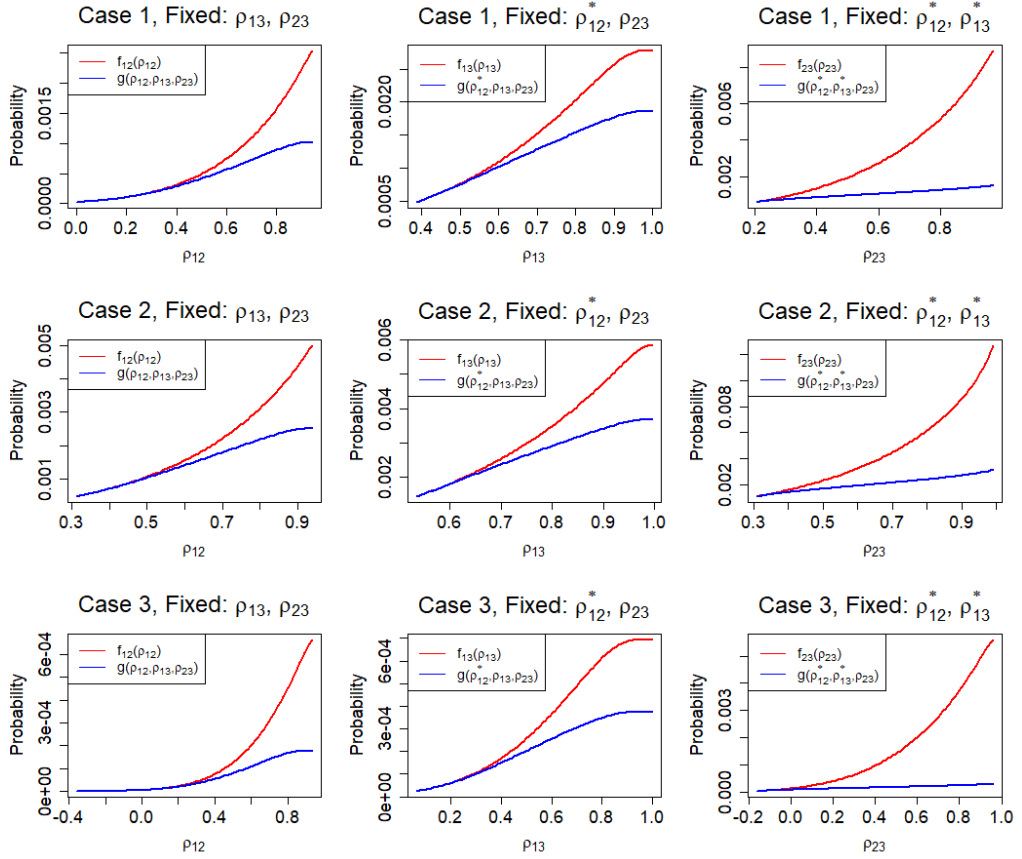 Case 1, Fixed: ρ₁₃, ρ₂₃
f₁₂(ρ₁₂)
g(ρ₁₂,ρ₁₃,ρ₂₃)
Probability
0.0000 0.0015
0.0 0.2 0.4 0.6 0.8
ρ₁₂
Case 1, Fixed: ρ*₁₂, ρ₂₃
f₁₃(ρ₁₃)
g(ρ*₁₂,ρ₁₃,ρ₂₃)
Probability
0.0005 0.0020
0.4 0.5 0.6 0.7 0.8 0.9 1.0
ρ₁₃
Case 1, Fixed: ρ*₁₂, ρ*₁₃
f₂₃(ρ₂₃)
g(ρ*₁₂,ρ*₁₃,ρ₂₃)
Probability
0.002 0.006
0.2 0.4 0.6 0.8
ρ₂₃
Case 2, Fixed: ρ₁₃, ρ₂₃
f₁₂(ρ₁₂)
g(ρ₁₂,ρ₁₃,ρ₂₃)
Probability
0.001 0.003 0.005
0.3 0.5 0.7 0.9
ρ₁₂
Case 2, Fixed: ρ*₁₂, ρ₂₃
f₁₃(ρ₁₃)
g(ρ*₁₂,ρ₁₃,ρ₂₃)
Probability
0.002 0.004 0.006
0.6 0.7 0.8 0.9 1.0
ρ₁₃
Case 2, Fixed: ρ*₁₂, ρ*₁₃
f₂₃(ρ₂₃)
g(ρ*₁₂,ρ*₁₃,ρ₂₃)
Probability
0.002 0.008
0.3 0.5 0.7 0.9
ρ₂₃
Case 3, Fixed: ρ₁₃, ρ₂₃
f₁₂(ρ₁₂)
g(ρ₁₂,ρ₁₃,ρ₂₃)
Probability
0e+00 3e-04 6e-04
0.0 0.4 0.8
ρ₁₂
Case 3, Fixed: ρ*₁₂, ρ₂₃
f₁₃(ρ₁₃)
g(ρ*₁₂,ρ₁₃,ρ₂₃)
Probability
0e+00 3e-04 6e-04
0.2 0.4 0.6 0.8 1.0
ρ₁₃
Case 3, Fixed: ρ*₁₂, ρ*₁₃
f₂₃(ρ₂₃)
g(ρ*₁₂,ρ*₁₃,ρ₂₃)
Probability
0.000 0.003
-0.2 0.0 0.2 0.4 0.6 0.8 1.0
ρ₂₃